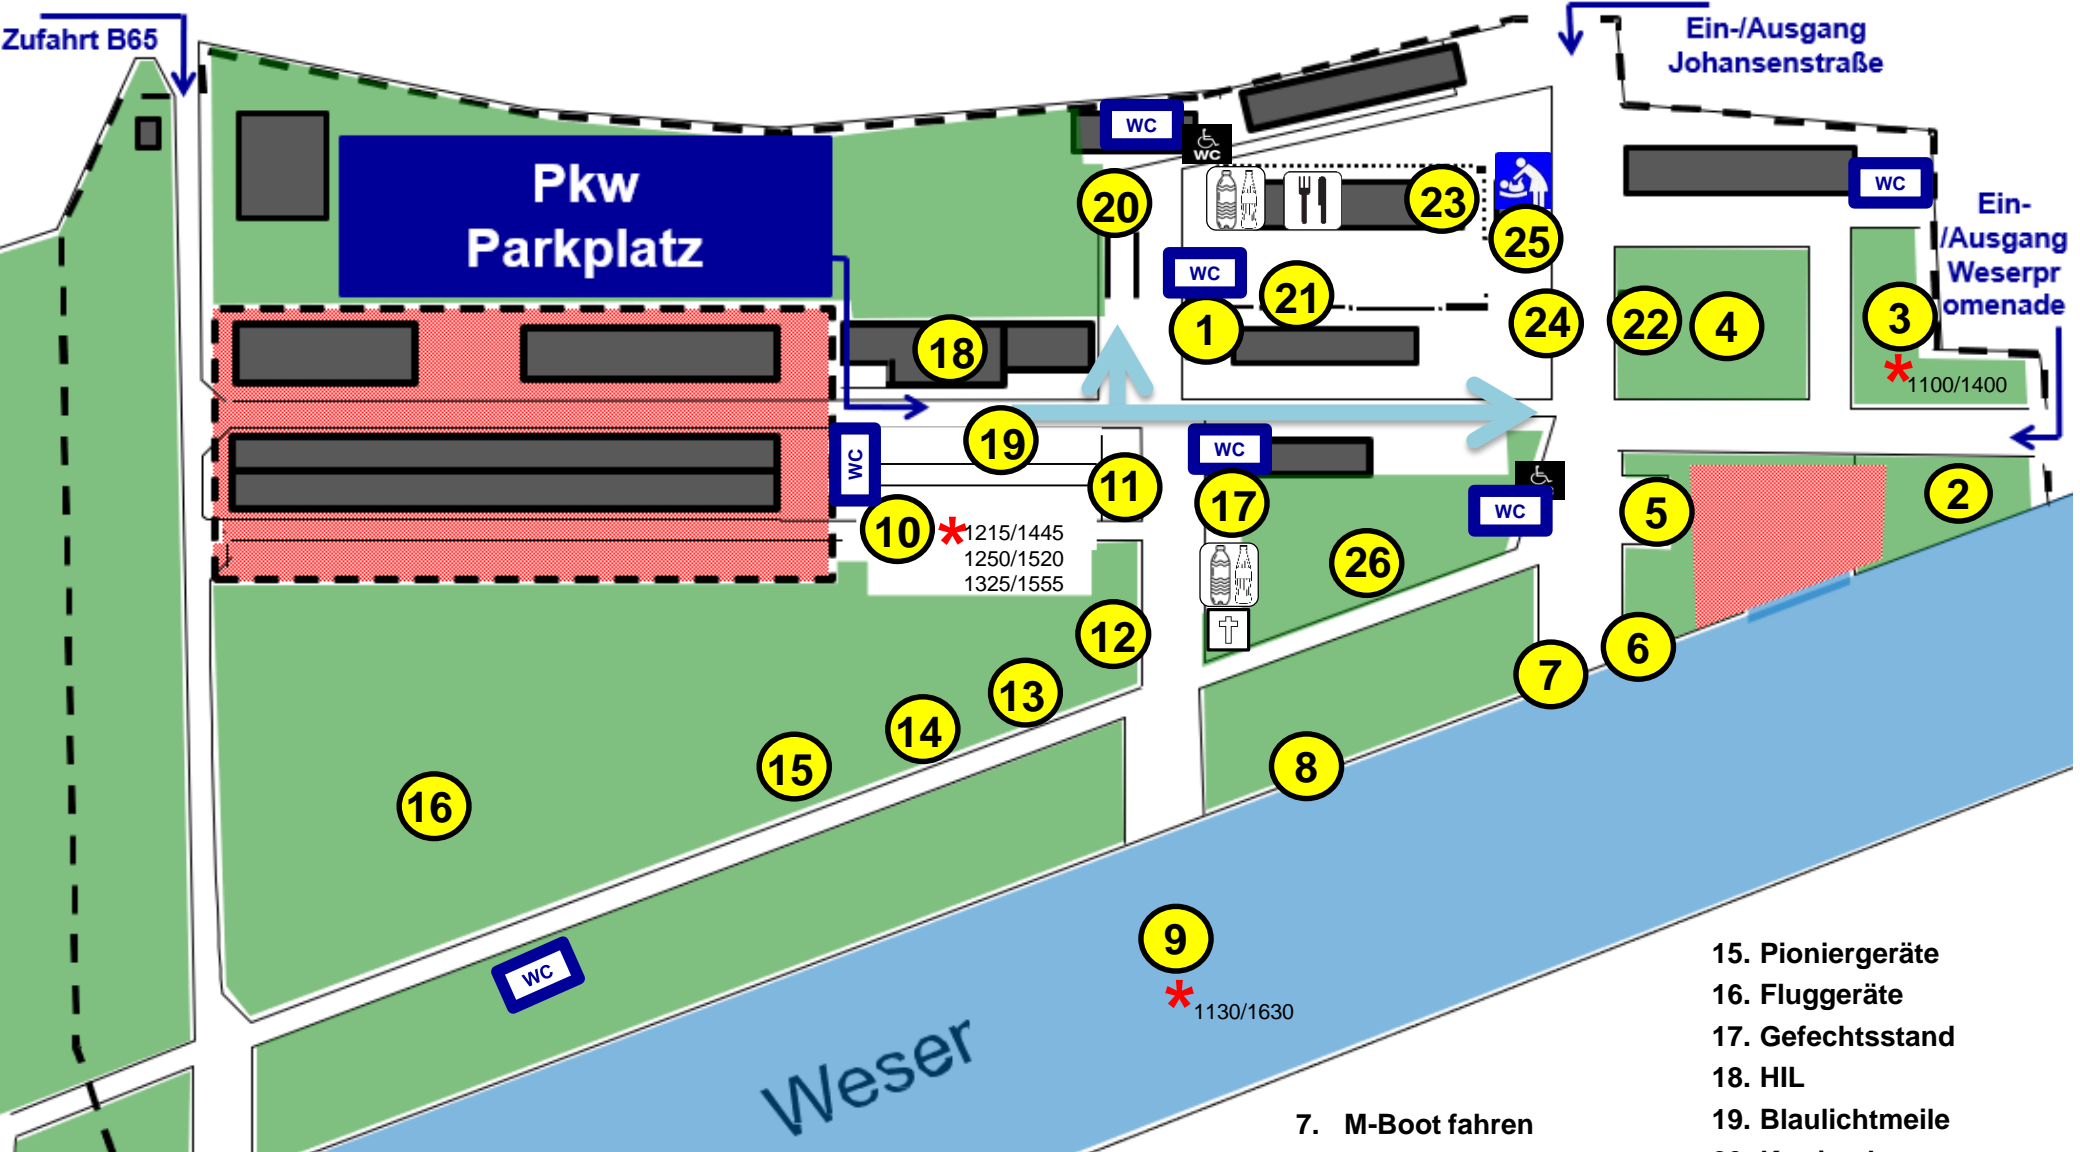 Zufahrt B65
Ein-/Ausgang
Johansenstraße
Pkw
Parkplatz
WC
WC
WC
Ein-
/Ausgang
Weserpr
omenade
20
23
25
WC
21
1
24
22
4
3
1100/1400
18
19
WC
WC
11
17
WC
5
2
10
1215/1445
1250/1520
1325/1555
26
12
6
7
13
14
15
8
16
9
1130/1630
WC
Weser
7. M-Boot fahren
15. Pioniergeräte
16. Fluggeräte
17. Gefechtsstand
18. HIL
19. Blaulichtmeile